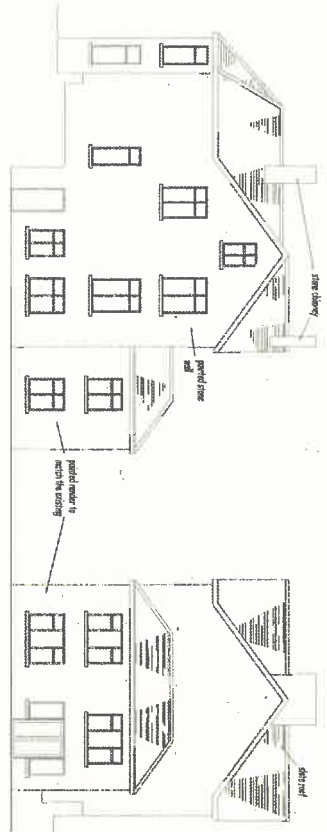 stone chimney
painted stone
wall
painted render to
match the existing
slate roof